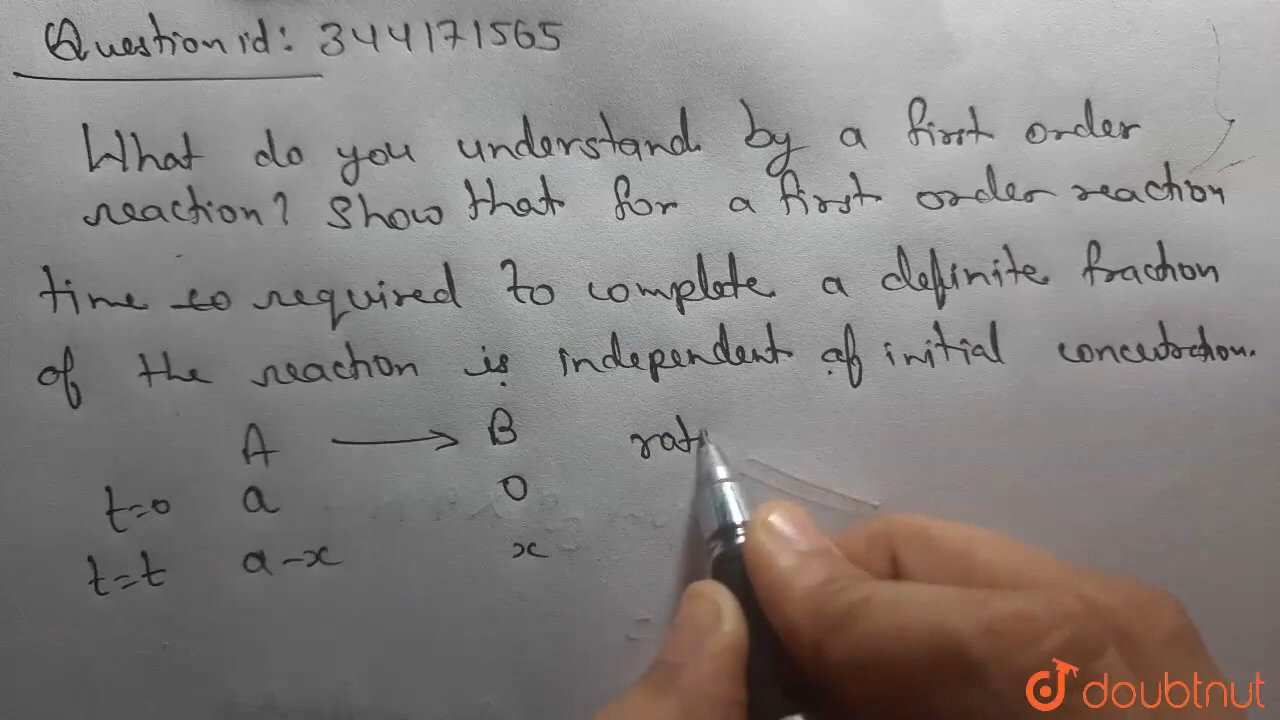 Question id: 344171565
What do you understand by a first order
reaction? Show that for a first order reaction
time to required to complete a definite fraction
of the reaction is independent of initial concentration.
A → B rat
t=0 a 0
t=t a-x x
doubtnut